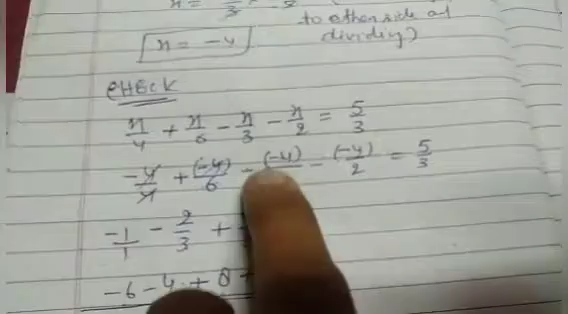 to other side at
dividing)
x = -4
CHECK
x/4 + x/6 - x/3 - x/2 = 5/3
-4/4 + (-4)/6 - (-4) - (-4)/2 = 5/3
-1/1 - 2/3 +
-6 - 4 + 8 +